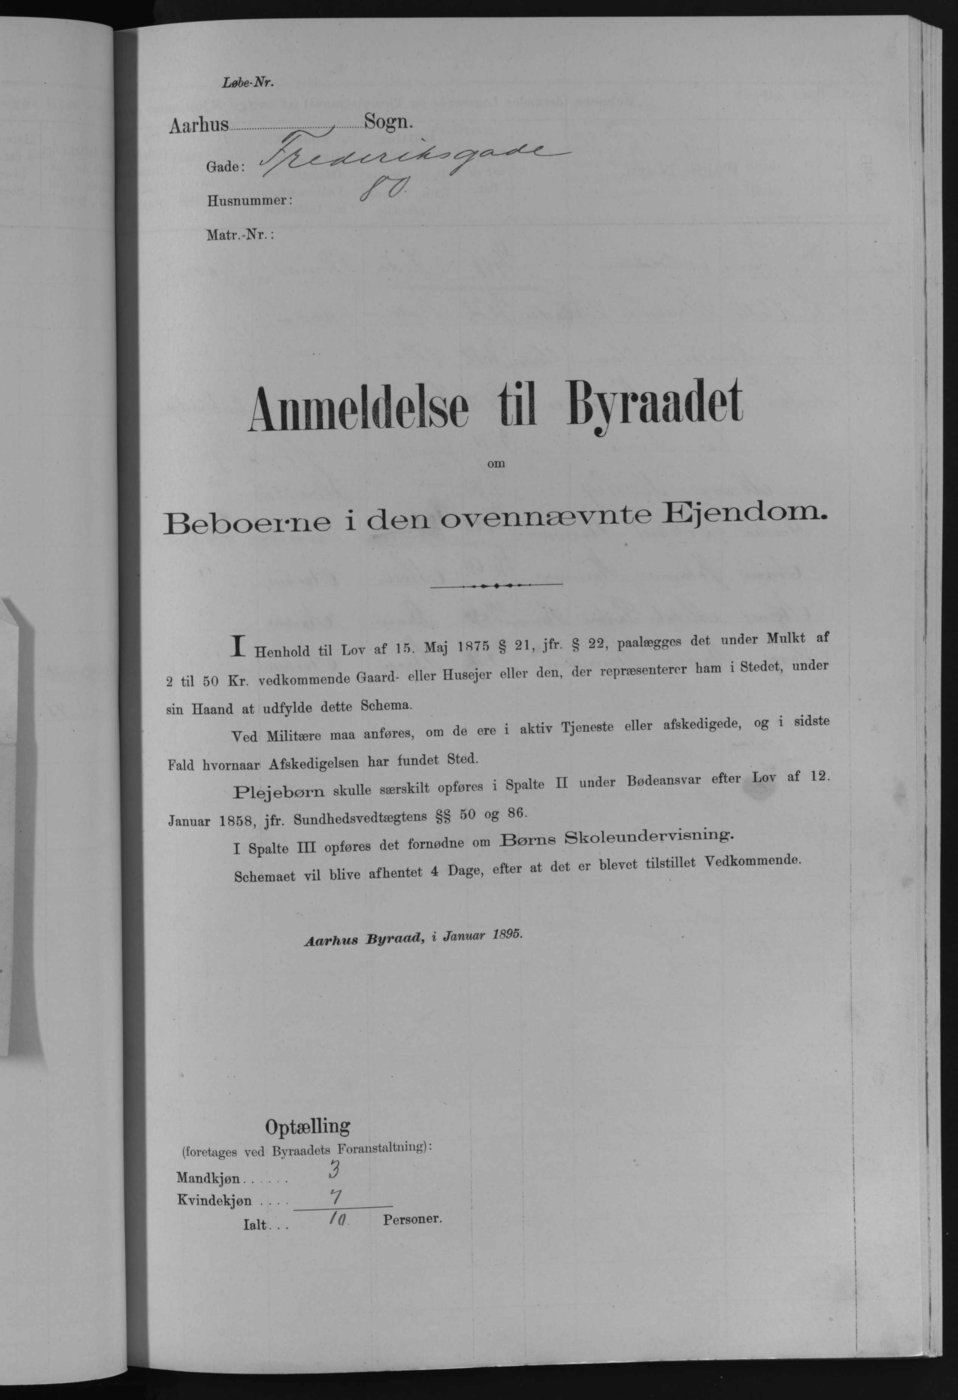 Løbe-Nr.
Aarhus Sogn.
Gade: Frederiksgade
Husnummer: 80.
Matr.-Nr.:
Anmeldelse til Byraadet
om
Beboerne i den ovennævnte Ejendom.
I Henhold til Lov af 15. Maj 1875 § 21, jfr. § 22, paalægges det under Mulkt af
2 til 50 Kr. vedkommende Gaard- eller Husejer eller den, der repræsenterer ham i Stedet, under
sin Haand at udfylde dette Schema.
Ved Militære maa anføres, om de ere i aktiv Tjeneste eller afskedigede, og i sidste
Fald hvornaar Afskedigelsen har fundet Sted.
Plejebørn skulle særskilt opføres i Spalte II under Bødeansvar efter Lov af 12.
Januar 1858, jfr. Sundhedsvedtægtens §§ 50 og 86.
I Spalte III opføres det fornødne om Børns Skoleundervisning.
Schemaet vil blive afhentet 4 Dage, efter at det er blevet tilstillet Vedkommende.
Aarhus Byraad, i Januar 1895.
Optælling
(foretages ved Byraadets Foranstaltning):
Mandkjøn...... 3
Kvindekjøn.... 7
Ialt... 10. Personer.